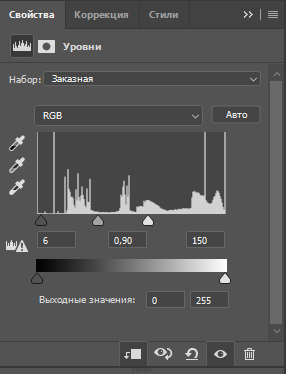 Свойства Коррекция Стили
Уровни
Набор: Заказная
RGB Авто
6 0,90 150
Выходные значения: 0 255